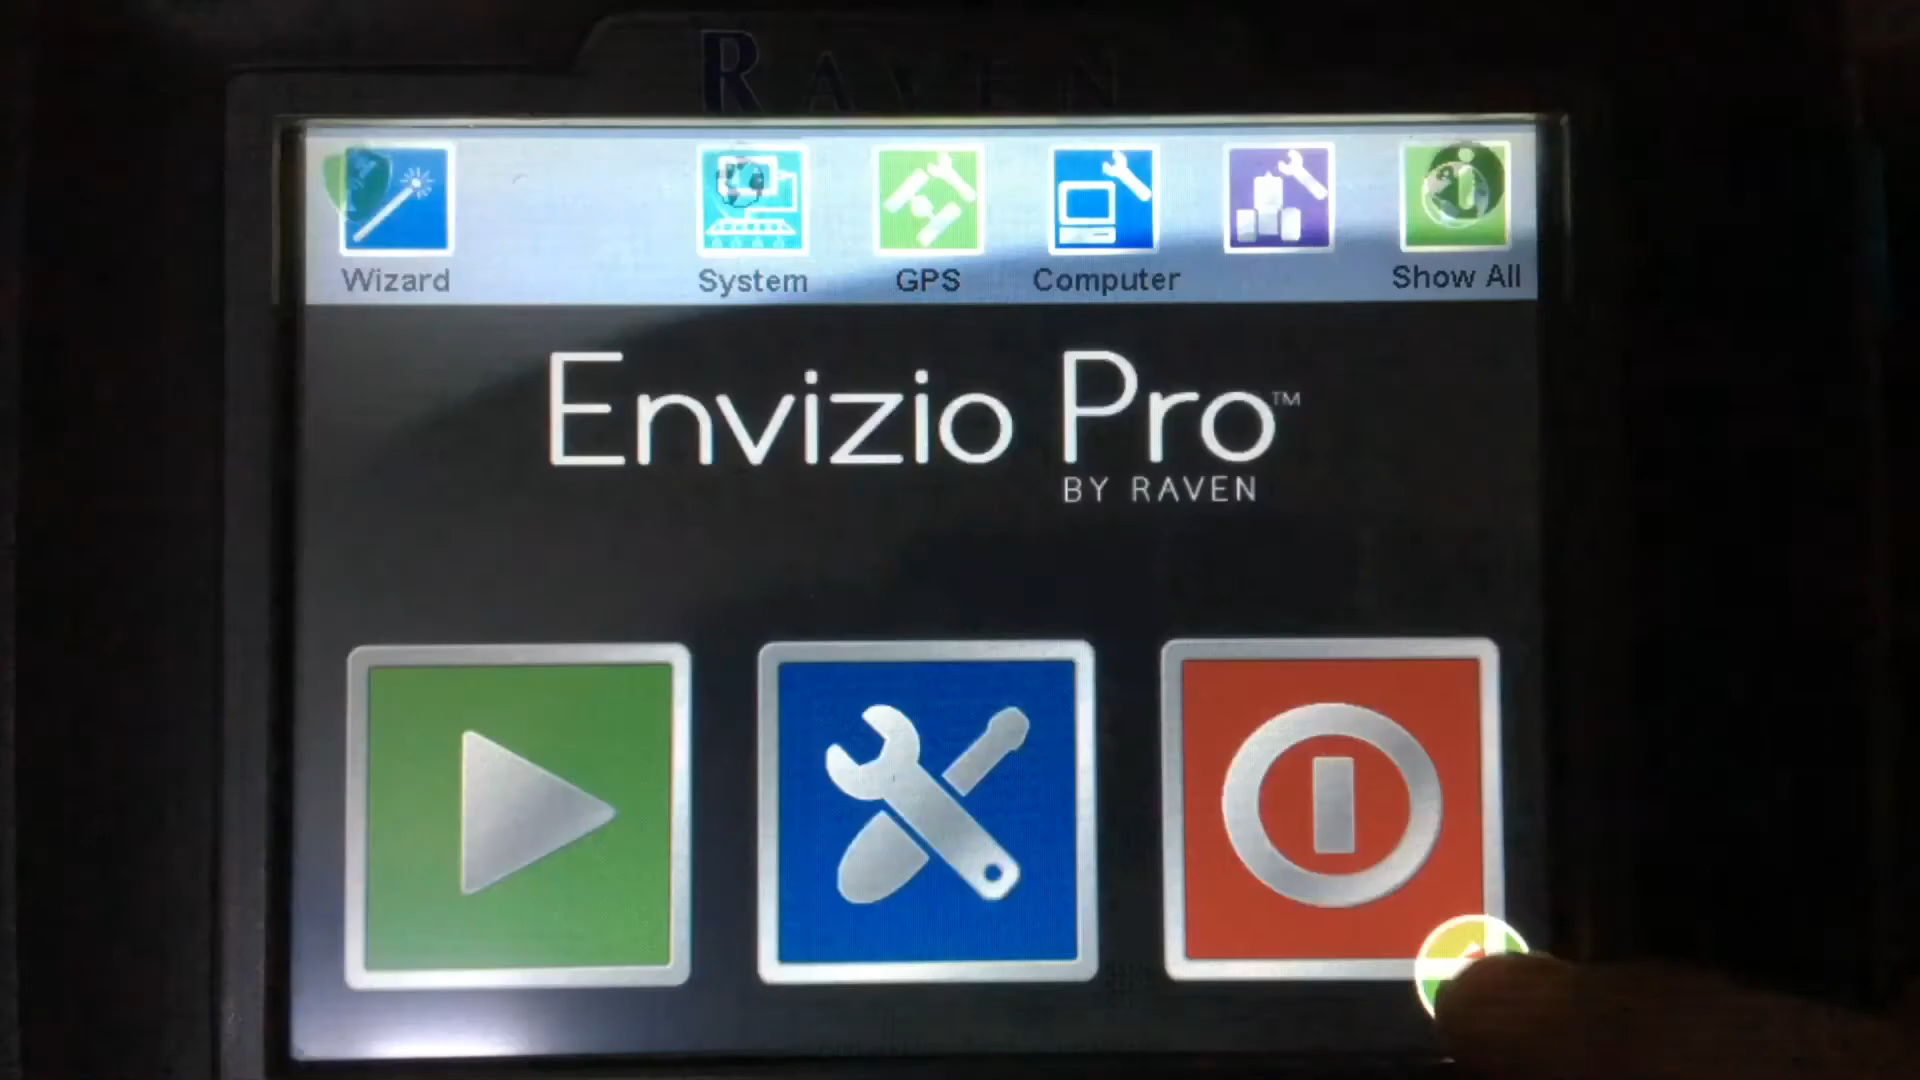 RAVEN
Wizard
System
GPS
Computer
Show All
Envizio Pro™
BY RAVEN